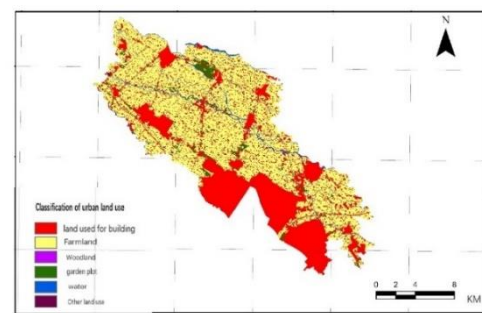 N
Classification of urban land use
land used for building
Farmland
Woodland
garden plot
water
Other land use
0 2 4 8
KM